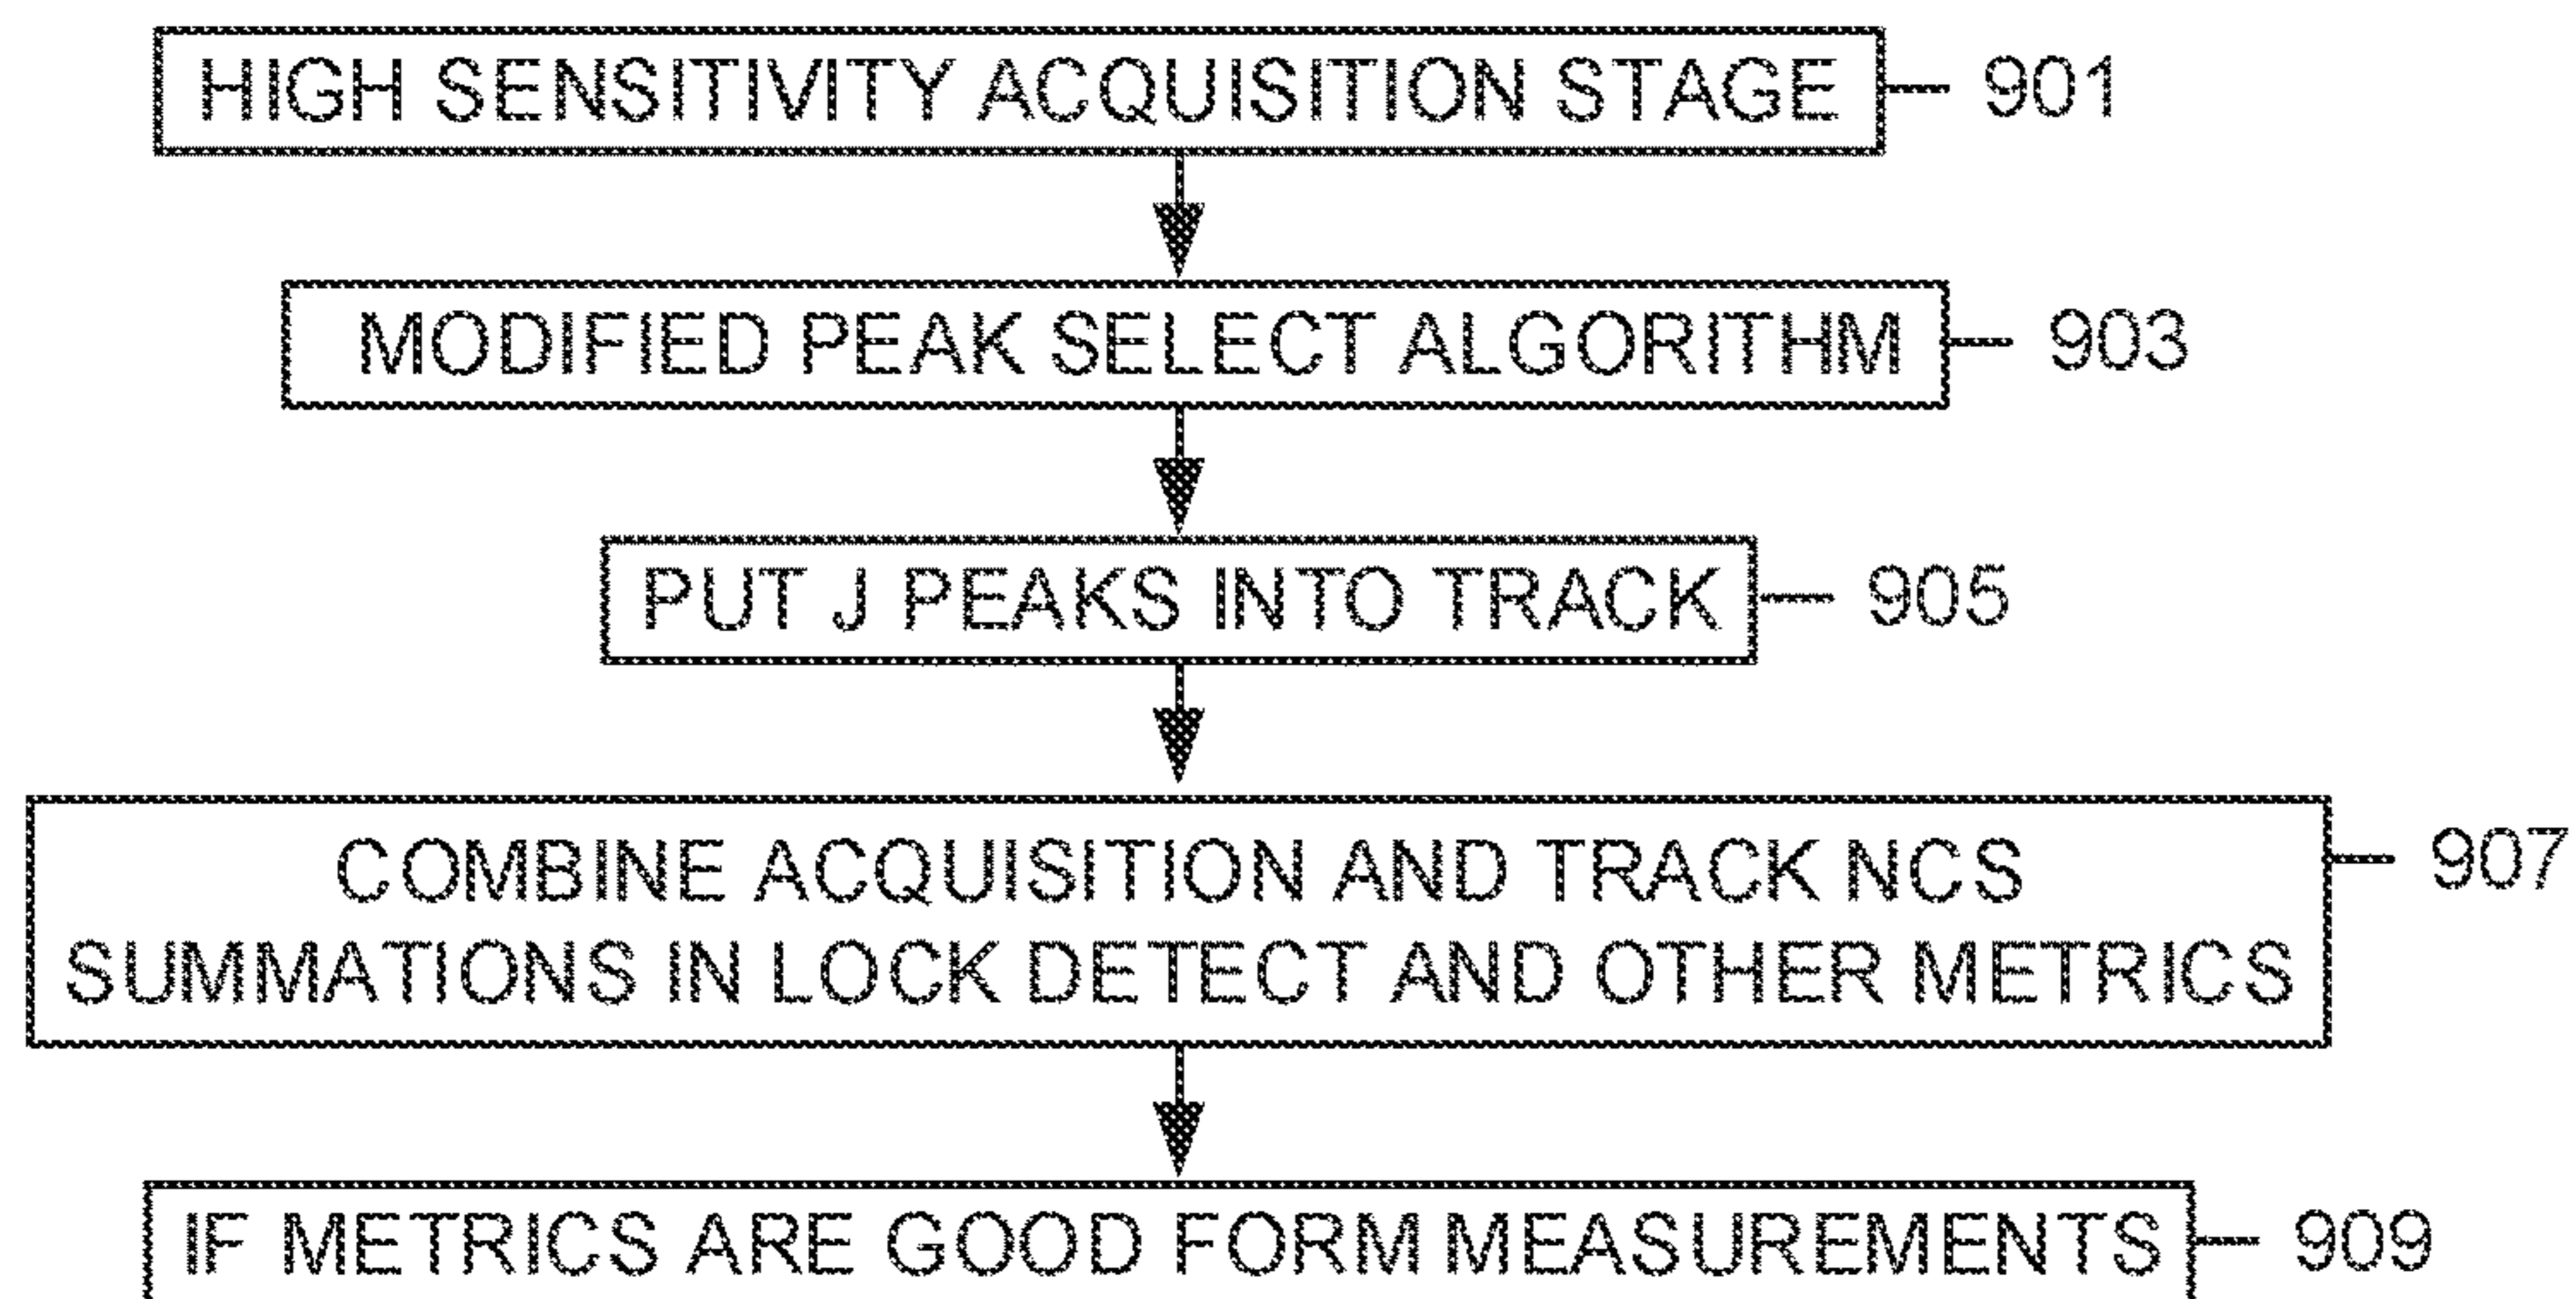 HIGH SENSITIVITY ACQUISITION STAGE 901
MODIFIED PEAK SELECT ALGORITHM 903
PUT J PEAKS INTO TRACK 905
COMBINE ACQUISITION AND TRACK NCS 907
SUMMATIONS IN LOCK DETECT AND OTHER METRICS
IF METRICS ARE GOOD FORM MEASUREMENTS 909